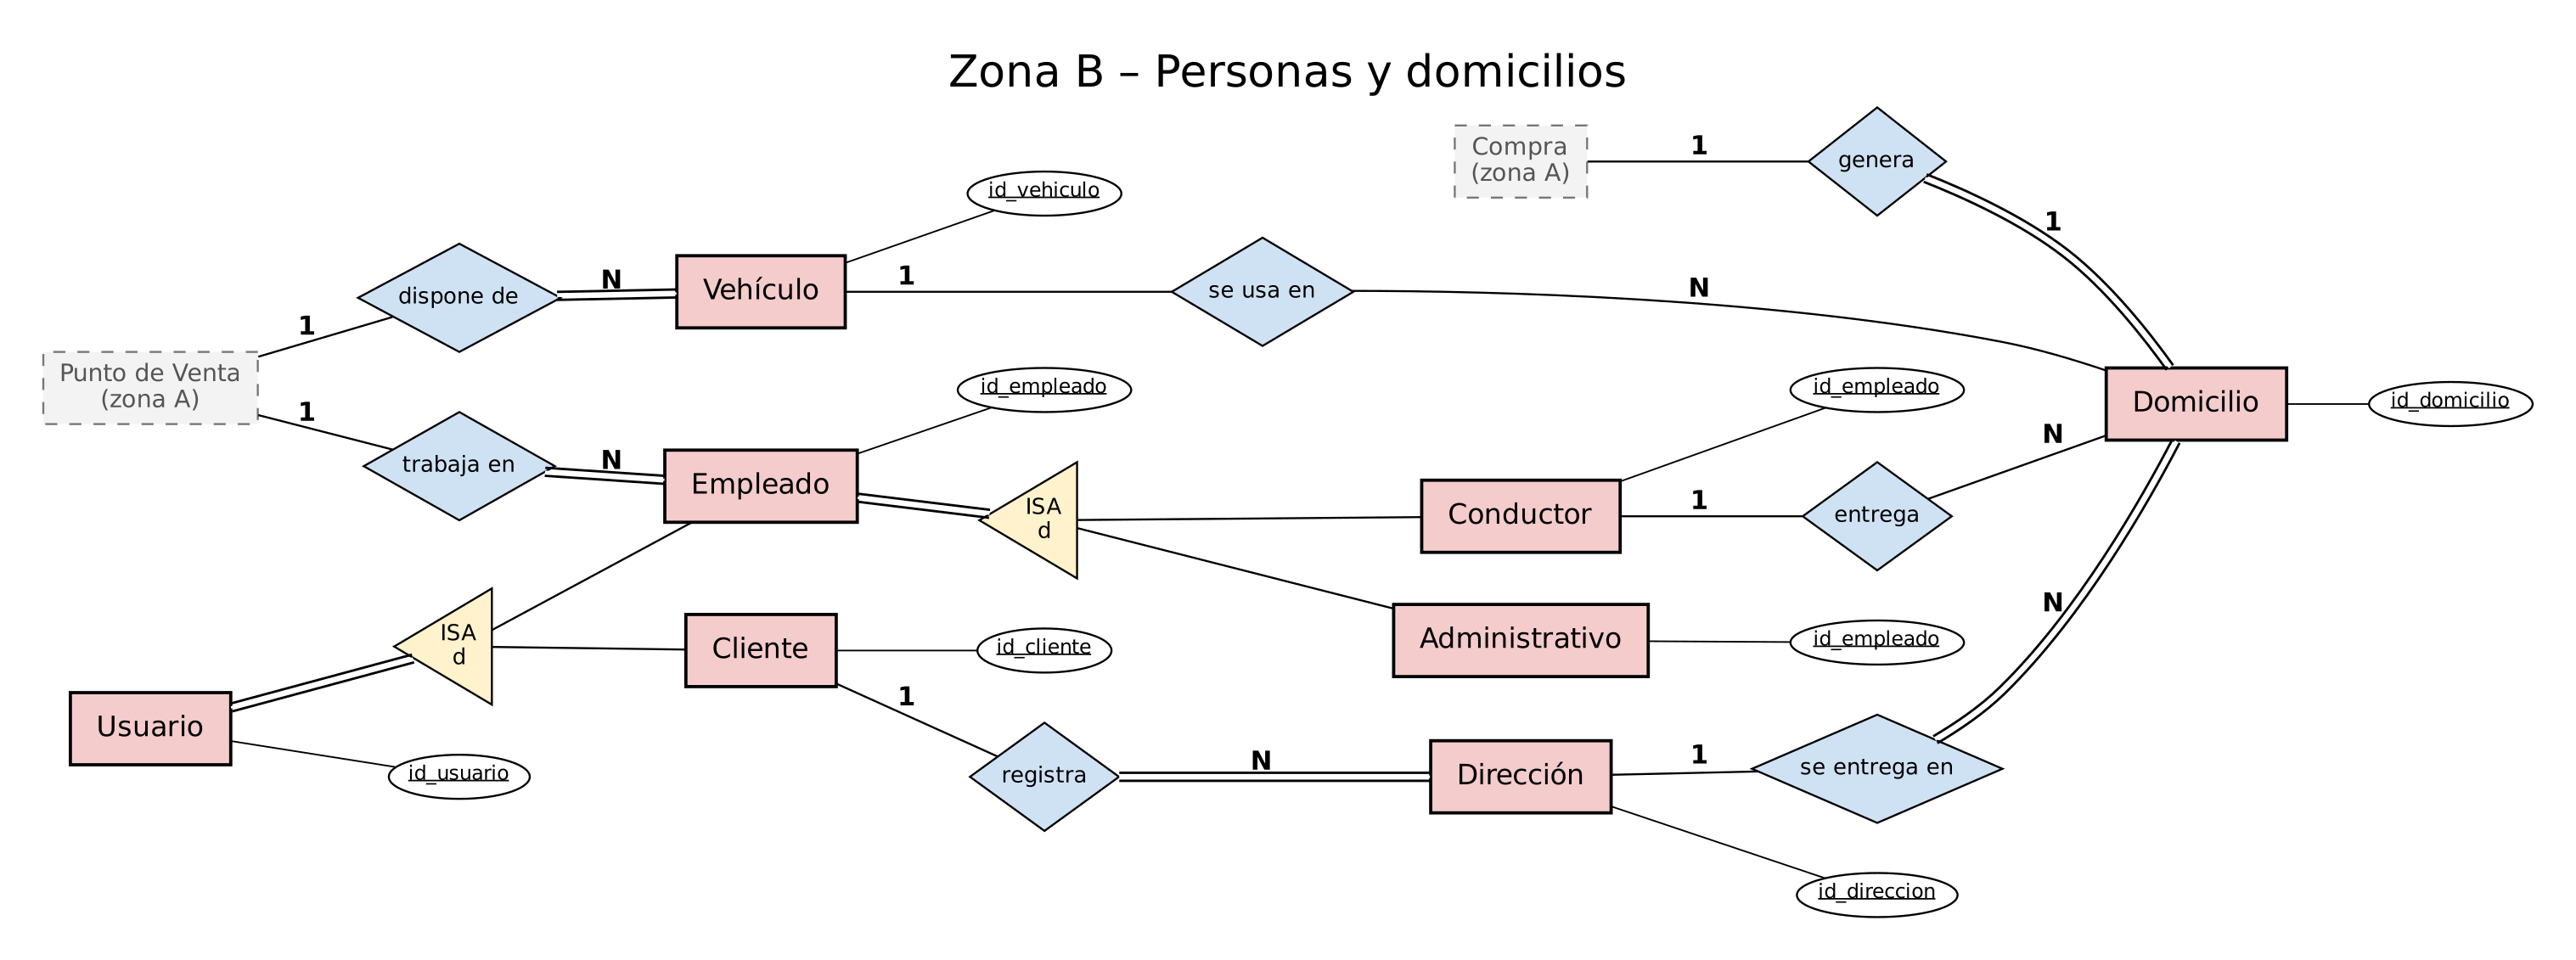 Zona B – Personas y domicilios
Compra
(zona A)
1
genera
1
id_vehiculo
dispone de
N
Vehículo
1
se usa en
N
1
Punto de Venta
(zona A)
1
id_empleado
id_empleado
Domicilio
id_domicilio
trabaja en
N
Empleado
ISA
d
Conductor
1
entrega
N
ISA
d
Cliente
id_cliente
Administrativo
id_empleado
N
Usuario
id_usuario
1
registra
N
Dirección
1
se entrega en
id_direccion